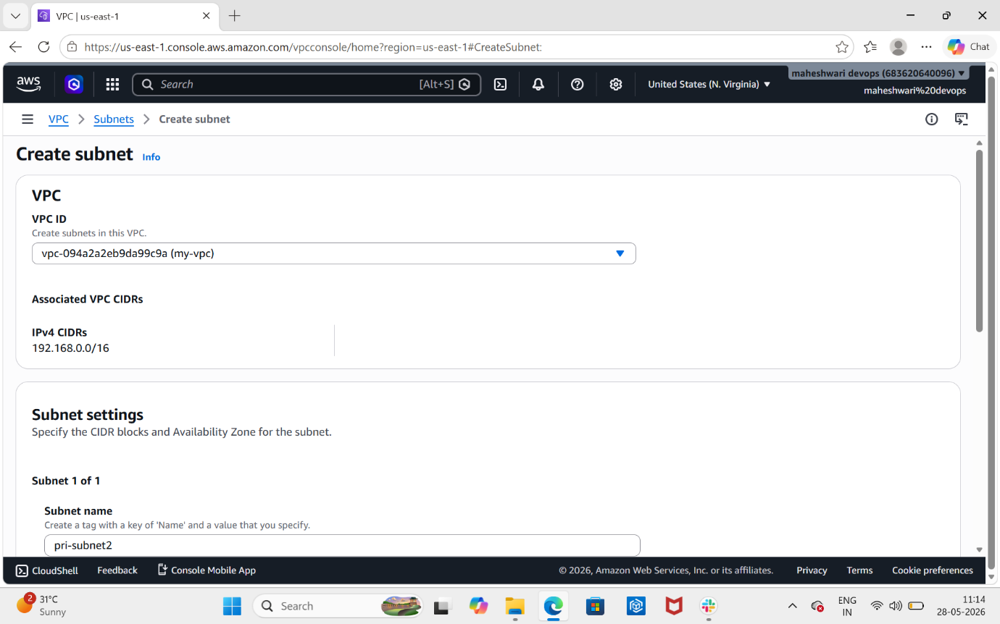 VPC | us-east-1
https://us-east-1.console.aws.amazon.com/vpcconsole/home?region=us-east-1#CreateSubnet:
Chat
aws
Search [Alt+S]
United States (N. Virginia)
maheshwari devops (683620640096)
maheshwari%20devops
VPC > Subnets > Create subnet
Create subnet Info
VPC
VPC ID
Create subnets in this VPC.
vpc-094a2a2eb9da99c9a (my-vpc)
Associated VPC CIDRs
IPv4 CIDRs
192.168.0.0/16
Subnet settings
Specify the CIDR blocks and Availability Zone for the subnet.
Subnet 1 of 1
Subnet name
Create a tag with a key of 'Name' and a value that you specify.
pri-subnet2
CloudShell Feedback Console Mobile App © 2026, Amazon Web Services, Inc. or its affiliates. Privacy Terms Cookie preferences
2
31°C
Sunny
Search
ENG
IN
11:14
28-05-2026